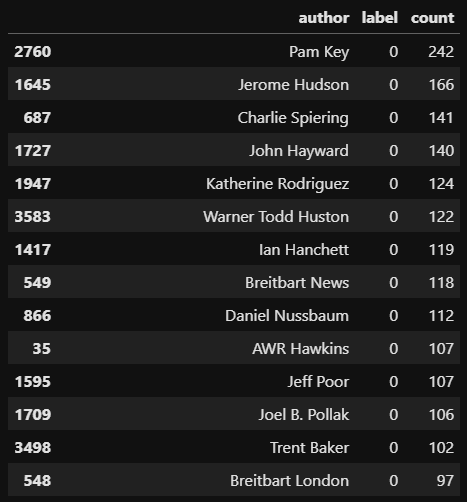 author label count
2760 Pam Key 0 242
1645 Jerome Hudson 0 166
687 Charlie Spiering 0 141
1727 John Hayward 0 140
1947 Katherine Rodriguez 0 124
3583 Warner Todd Huston 0 122
1417 Ian Hanchett 0 119
549 Breitbart News 0 118
866 Daniel Nussbaum 0 112
35 AWR Hawkins 0 107
1595 Jeff Poor 0 107
1709 Joel B. Pollak 0 106
3498 Trent Baker 0 102
548 Breitbart London 0 97